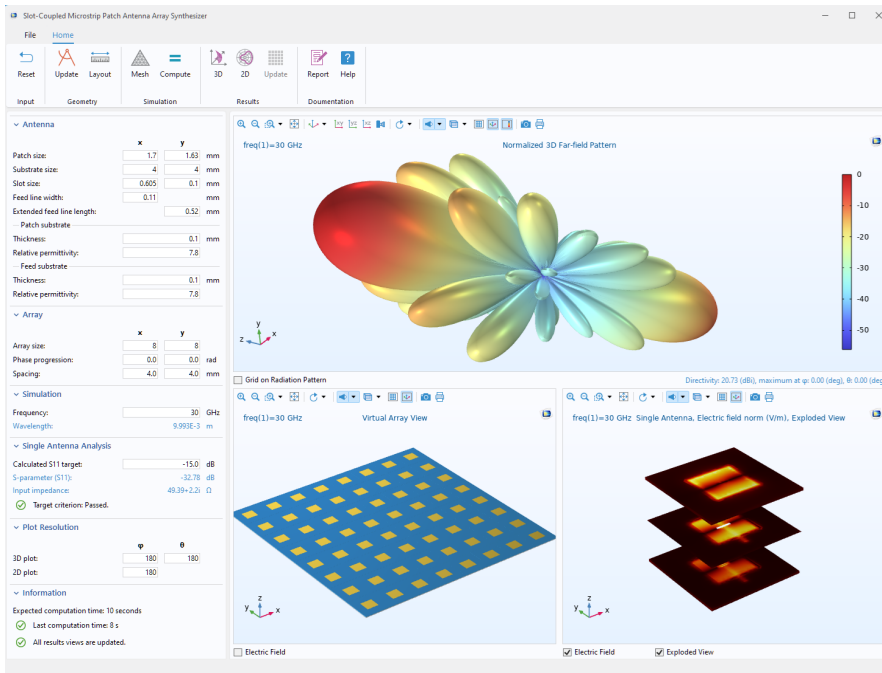 Slot-Coupled Microstrip Patch Antenna Array Synthesizer
File Home
Reset Update Layout Mesh Compute 3D 2D Update Report Help
Input Geometry Simulation Results Documentation
Antenna
x y
Patch size: 1.7 1.63 mm
Substrate size: 4 4 mm
Slot size: 0.605 0.1 mm
Feed line width: 0.11 mm
Extended feed line length: 0.52 mm
Patch substrate
Thickness: 0.1 mm
Relative permittivity: 7.8
Feed substrate
Thickness: 0.1 mm
Relative permittivity: 7.8
Array
x y
Array size: 8 8
Phase progression: 0.0 0.0 rad
Spacing: 4.0 4.0 mm
Simulation
Frequency: 30 GHz
Wavelength: 9.993E-3 m
Single Antenna Analysis
Calculated S11 target: -15.0 dB
S-parameter (S11): -32.78 dB
Input impedance: 49.39+2.2i Ω
Target criterion: Passed.
Plot Resolution
φ θ
3D plot: 180 180
2D plot: 180
Information
Expected computation time: 10 seconds
Last computation time: 8 s
All results views are updated.
xy yz xz
freq(1)=30 GHz Normalized 3D Far-field Pattern
0
-10
-20
-30
-40
-50
y
z x
Grid on Radiation Pattern
Directivity: 20.73 (dBi), maximum at φ: 0.00 (deg), θ: 0.00 (deg
freq(1)=30 GHz Virtual Array View
z
y x
Electric Field
freq(1)=30 GHz Single Antenna, Electric field norm (V/m), Exploded View
z
y x
Electric Field Exploded View